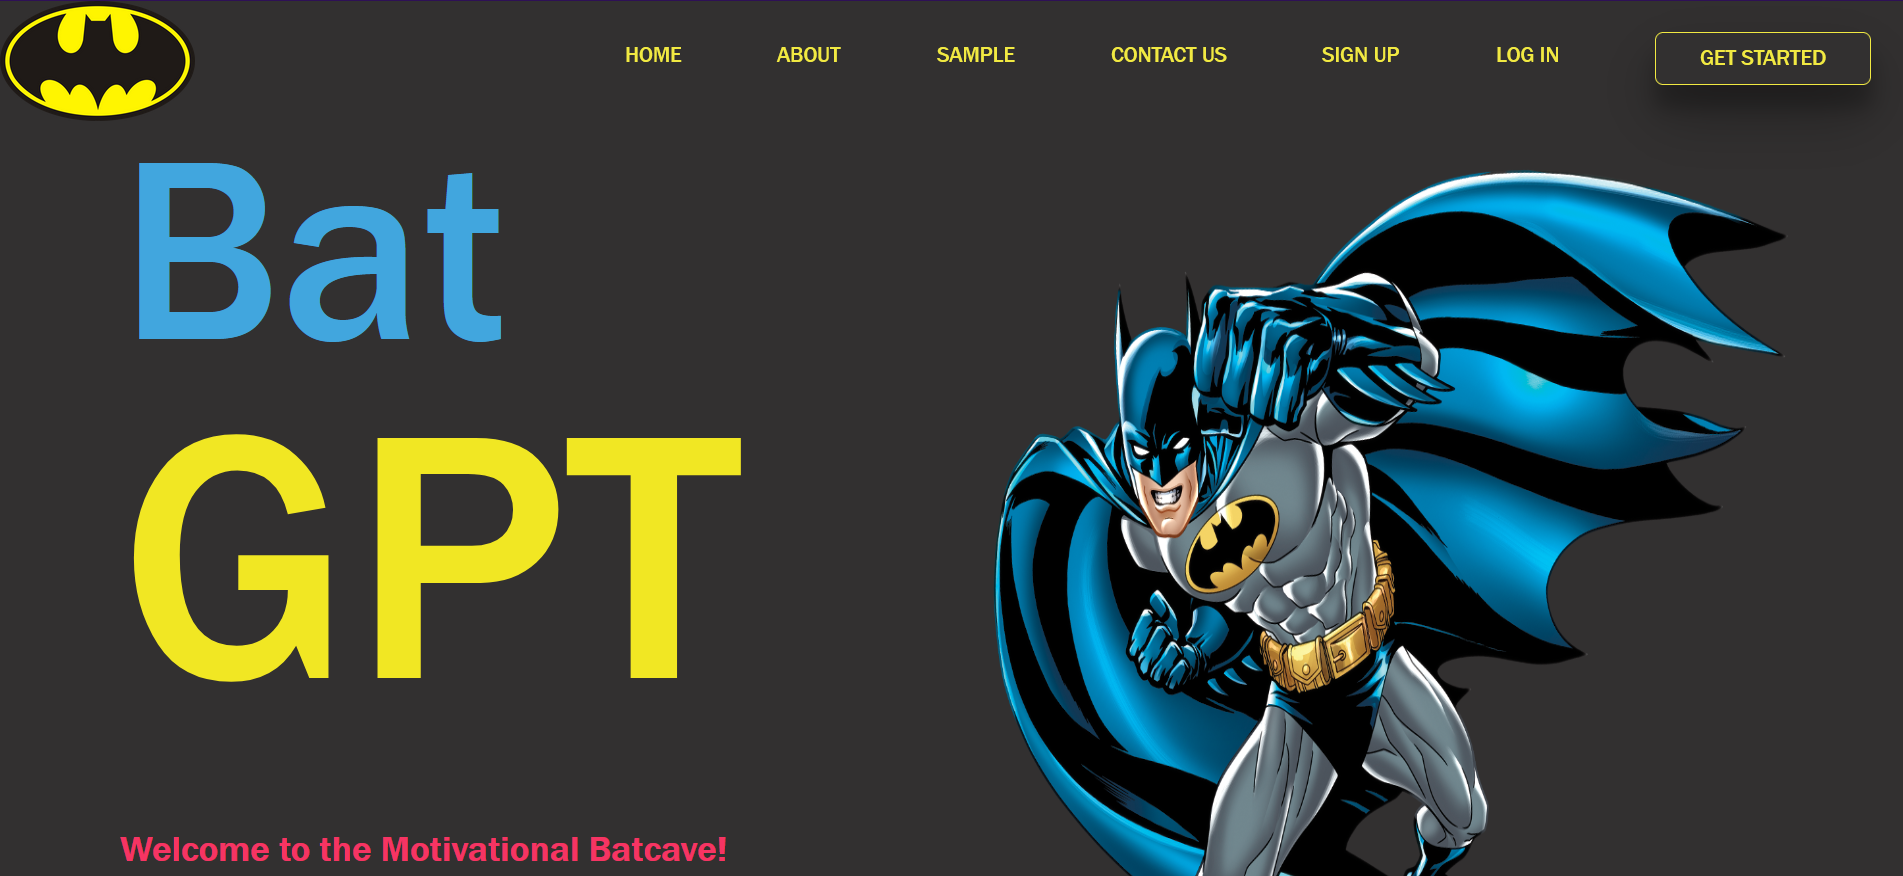 HOME ABOUT SAMPLE CONTACT US SIGN UP LOG IN GET STARTED
Bat
GPT
Welcome to the Motivational Batcave!